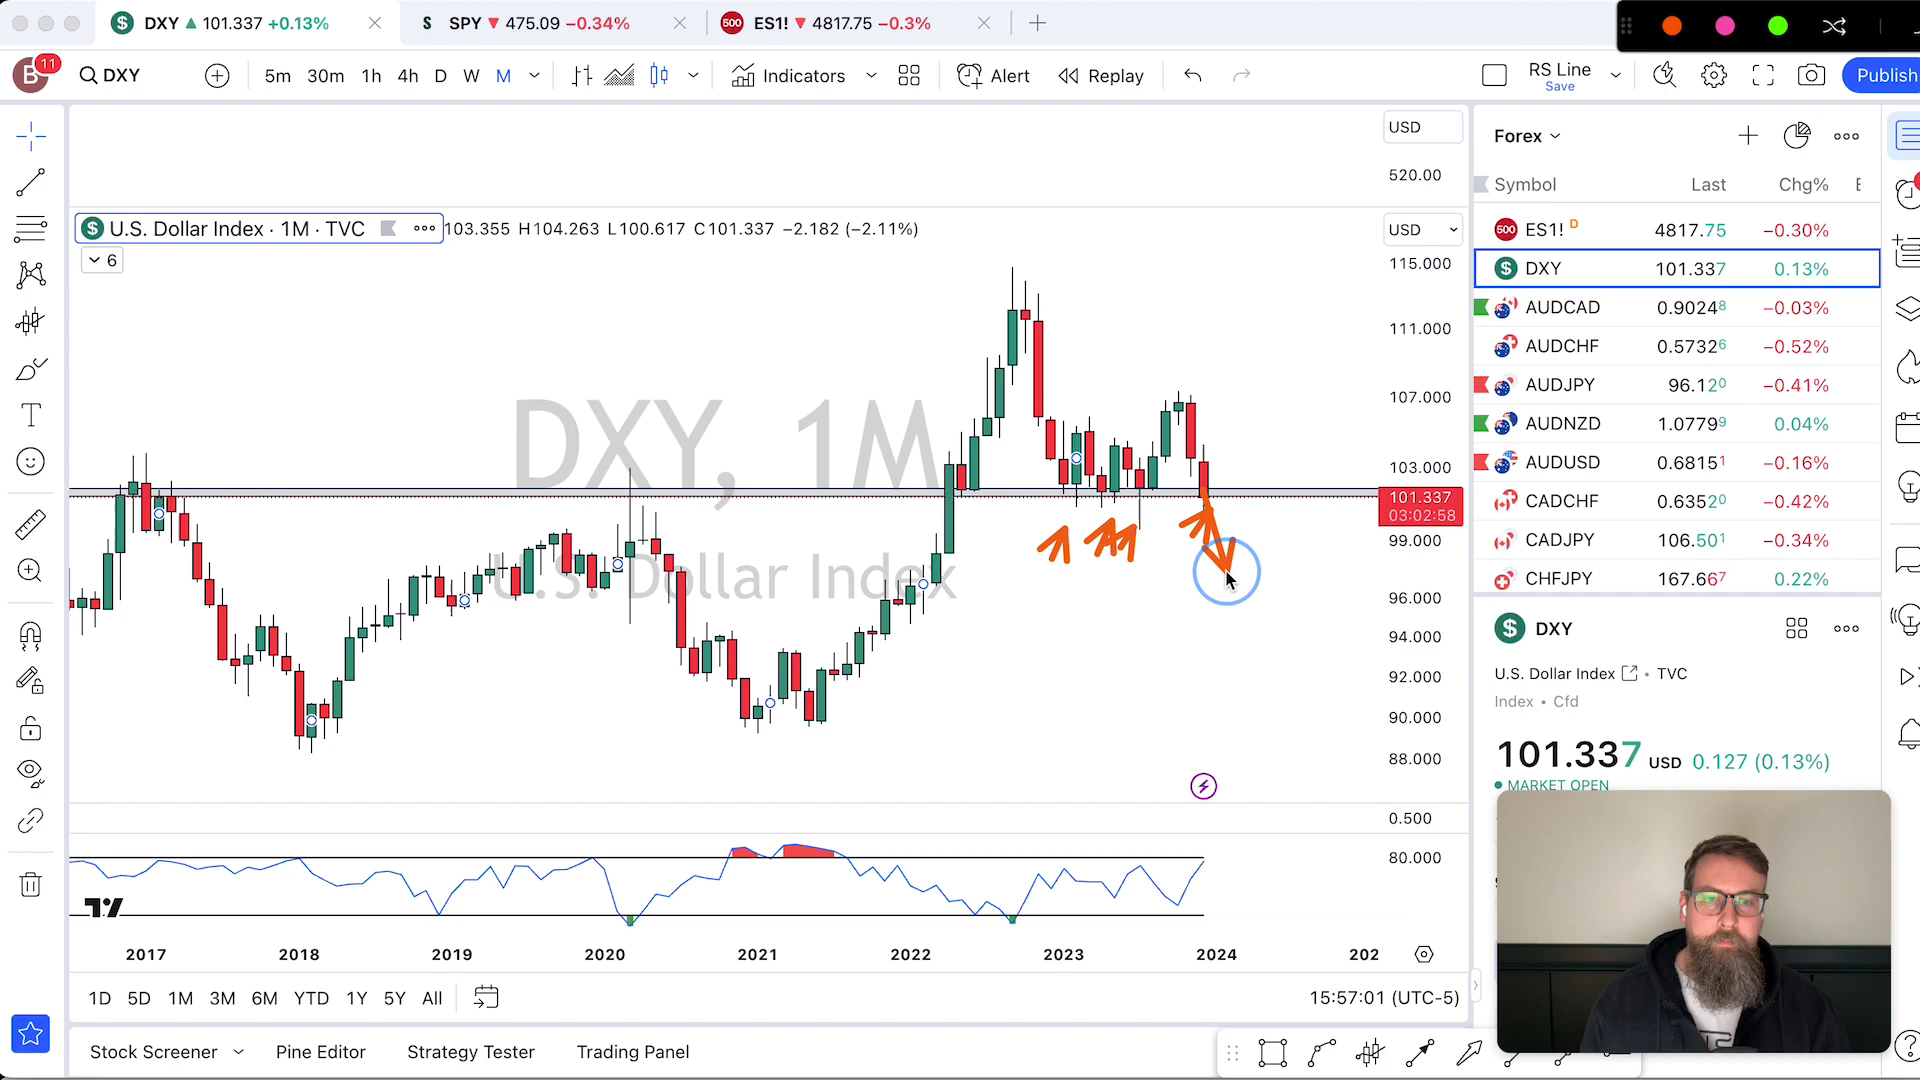 DXY 101.337 +0.13%
SPY 475.09 −0.34%
500 ES1! 4817.75 −0.3%
B 11
DXY
5m 30m 1h 4h D W M
Indicators
Alert
Replay
RS Line
Save
Publish
USD
520.00
U.S. Dollar Index · 1M · TVC
103.355 H104.263 L100.617 C101.337 −2.182 (−2.11%)
6
USD
115.000
111.000
107.000
103.000
101.337
03:02:58
99.000
96.000
94.000
92.000
90.000
88.000
0.500
80.000
DXY, 1M
U.S. Dollar Index
2017 2018 2019 2020 2021 2022 2023 2024 202
1D 5D 1M 3M 6M YTD 1Y 5Y All
15:57:01 (UTC-5)
Stock Screener Pine Editor Strategy Tester Trading Panel
Forex
Symbol Last Chg%
500 ES1! D 4817.75 −0.30%
DXY 101.337 0.13%
AUDCAD 0.90248 −0.03%
AUDCHF 0.57326 −0.52%
AUDJPY 96.120 −0.41%
AUDNZD 1.07799 0.04%
AUDUSD 0.68151 −0.16%
CADCHF 0.63520 −0.42%
CADJPY 106.501 −0.34%
CHFJPY 167.667 0.22%
DXY
U.S. Dollar Index • TVC
Index • Cfd
101.337 USD 0.127 (0.13%)
MARKET OPEN